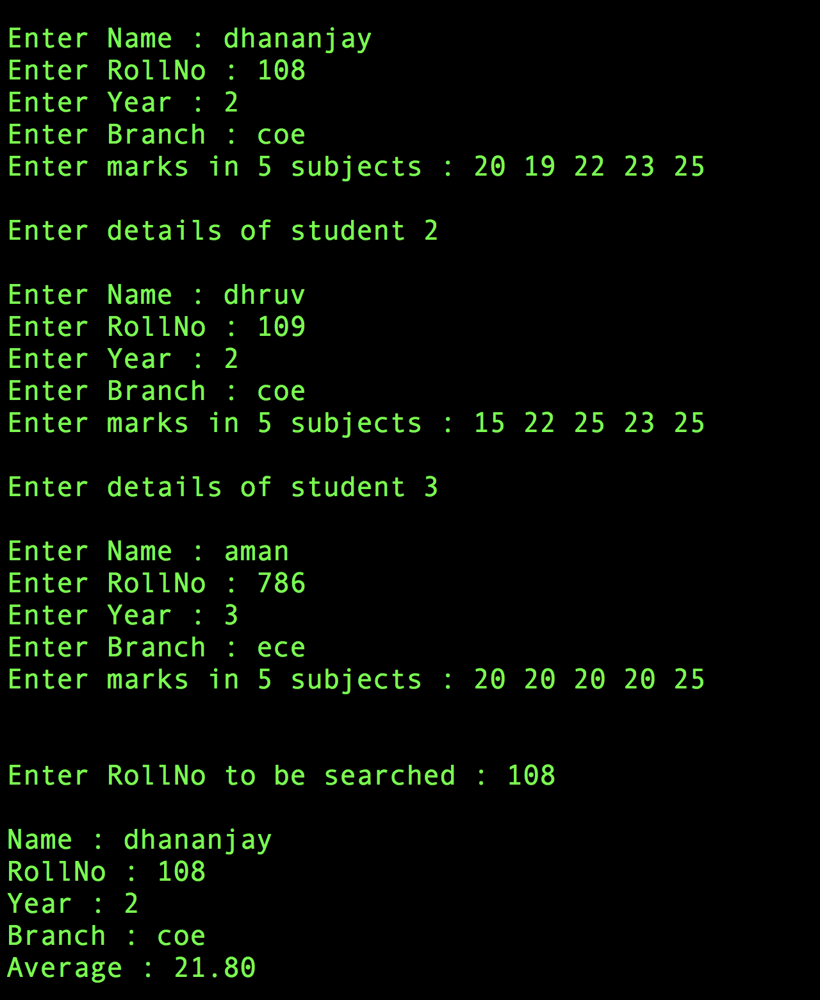 Enter Name : dhananjay
Enter RollNo : 108
Enter Year : 2
Enter Branch : coe
Enter marks in 5 subjects : 20 19 22 23 25
Enter details of student 2
Enter Name : dhruv
Enter RollNo : 109
Enter Year : 2
Enter Branch : coe
Enter marks in 5 subjects : 15 22 25 23 25
Enter details of student 3
Enter Name : aman
Enter RollNo : 786
Enter Year : 3
Enter Branch : ece
Enter marks in 5 subjects : 20 20 20 20 25
Enter RollNo to be searched : 108
Name : dhananjay
RollNo : 108
Year : 2
Branch : coe
Average : 21.80